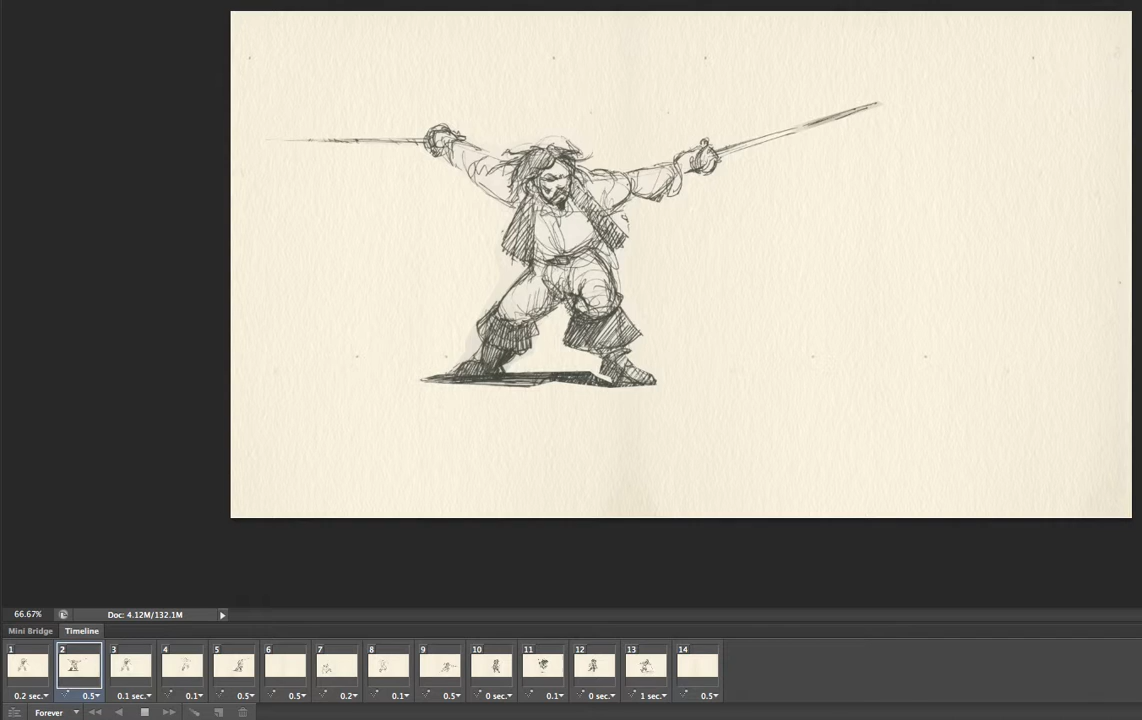 66.67% Doc: 4.12M/132.1M
Mini Bridge Timeline
1 2 3 4 5 6 7 8 9 10 11 12 13 14
0.2 sec. 0.5 0.1 sec. 0.1 0.5 0.5 0.2 0.1 0.5 0 sec. 0.1 0 sec. 1 sec. 0.5
Forever